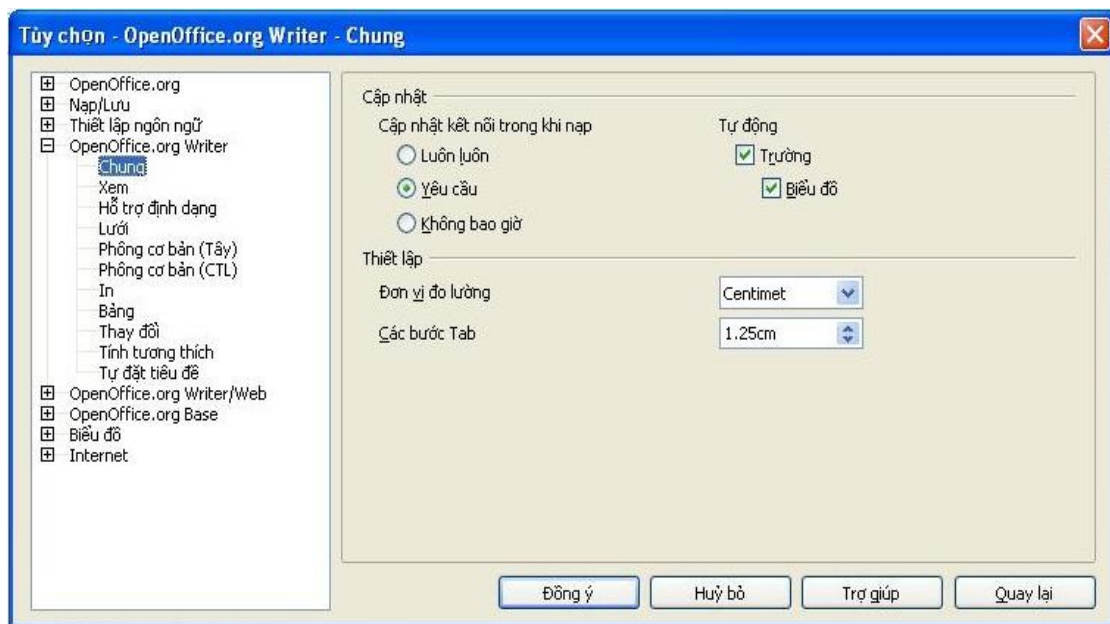 Tùy chọn - OpenOffice.org Writer - Chung
OpenOffice.org
Nạp/Lưu
Thiết lập ngôn ngữ
OpenOffice.org Writer
Chung
Xem
Hỗ trợ định dạng
Lưới
Phông cơ bản (Tây)
Phông cơ bản (CTL)
In
Bảng
Thay đổi
Tính tương thích
Tự đặt tiêu đề
OpenOffice.org Writer/Web
OpenOffice.org Base
Biểu đồ
Internet
Cập nhật
Cập nhật kết nối trong khi nạp
Tự động
Luôn luôn
Trường
Yêu cầu
Biểu đồ
Không bao giờ
Thiết lập
Đơn vị đo lường
Centimet
Các bước Tab
1.25cm
Đồng ý
Huỷ bỏ
Trợ giúp
Quay lại